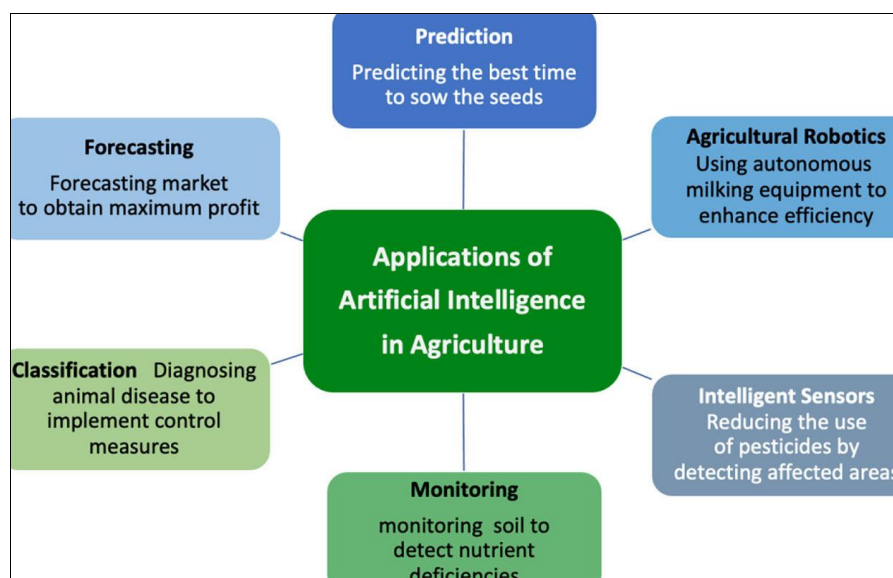 Prediction
Predicting the best time
to sow the seeds
Forecasting
Forecasting market
to obtain maximum profit
Agricultural Robotics
Using autonomous
milking equipment to
enhance efficiency
Applications of
Artificial Intelligence
in Agriculture
Classification Diagnosing
animal disease to
implement control
measures
Intelligent Sensors
Reducing the use
of pesticides by
detecting affected areas
Monitoring
monitoring soil to
detect nutrient
deficiencies